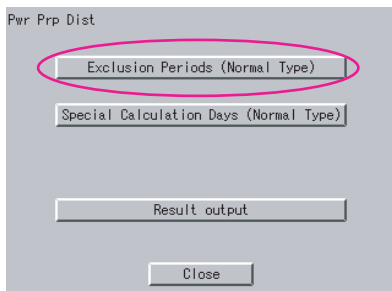 Pwr Prp Dist
Exclusion Periods (Normal Type)
Special Calculation Days (Normal Type)
Result output
Close